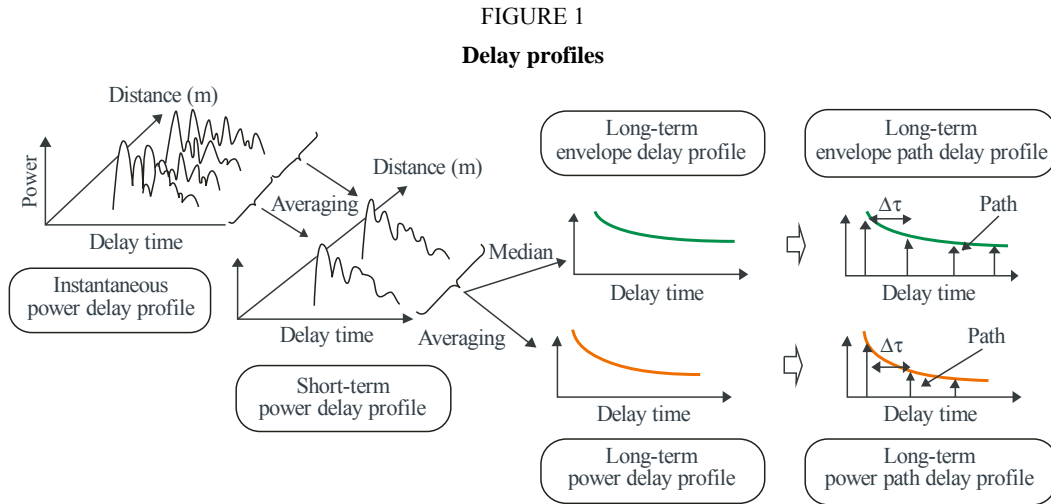 FIGURE 1
Delay profiles
Distance (m)
Power
Delay time
Instantaneous
power delay profile
Averaging
Distance (m)
Delay time
Short-term
power delay profile
Median
Averaging
Long-term
envelope delay profile
Delay time
Long-term
envelope path delay profile
Δτ
Path
Delay time
Delay time
Long-term
power delay profile
Δτ
Path
Delay time
Long-term
power path delay profile